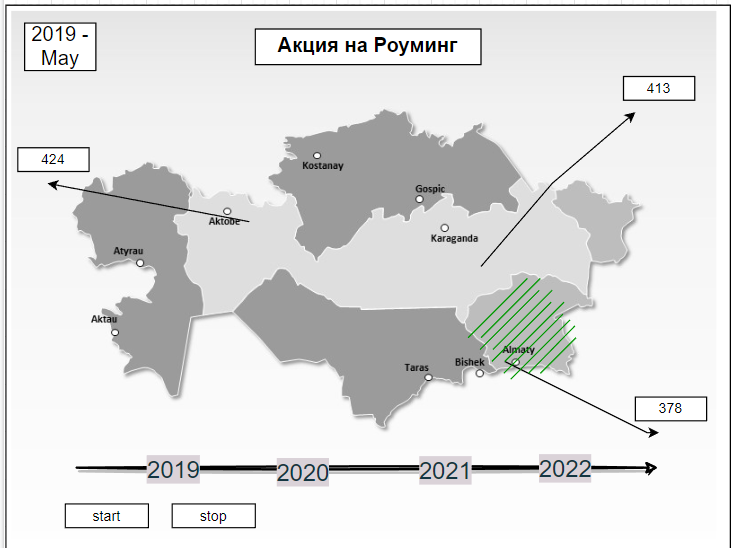 2019 -
May
Акция на Роуминг
413
424
Kostanay
Gospic
Aktobe
Karaganda
Atyrau
Aktau
Almaty
Bishek
Taras
378
2019
2020
2021
2022
start
stop